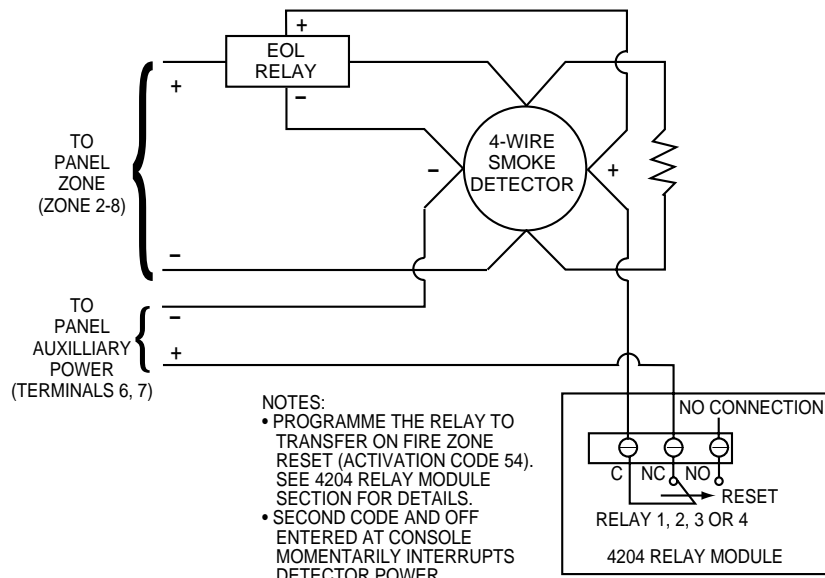 +
EOL
RELAY
+
−
TO
PANEL
ZONE
(ZONE 2-8)
−
4-WIRE
SMOKE
DETECTOR
+
−
TO
PANEL
AUXILLIARY
POWER
(TERMINALS 6, 7)
−
+
NOTES:
• PROGRAMME THE RELAY TO
TRANSFER ON FIRE ZONE
RESET (ACTIVATION CODE 54).
SEE 4204 RELAY MODULE
SECTION FOR DETAILS.
• SECOND CODE AND OFF
ENTERED AT CONSOLE
MOMENTARILY INTERRUPTS
DETECTOR POWER
NO CONNECTION
C NC NO
RESET
RELAY 1, 2, 3 OR 4
4204 RELAY MODULE